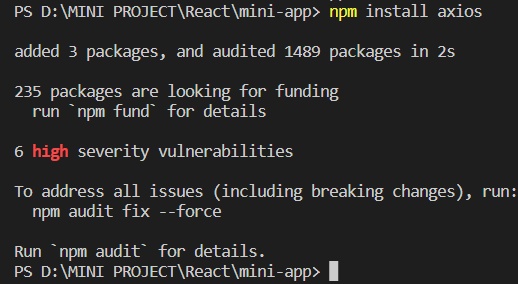 PS D:\MINI PROJECT\React\mini-app> npm install axios
added 3 packages, and audited 1489 packages in 2s
235 packages are looking for funding
  run `npm fund` for details
6 high severity vulnerabilities
To address all issues (including breaking changes), run:
  npm audit fix --force
Run `npm audit` for details.
PS D:\MINI PROJECT\React\mini-app>